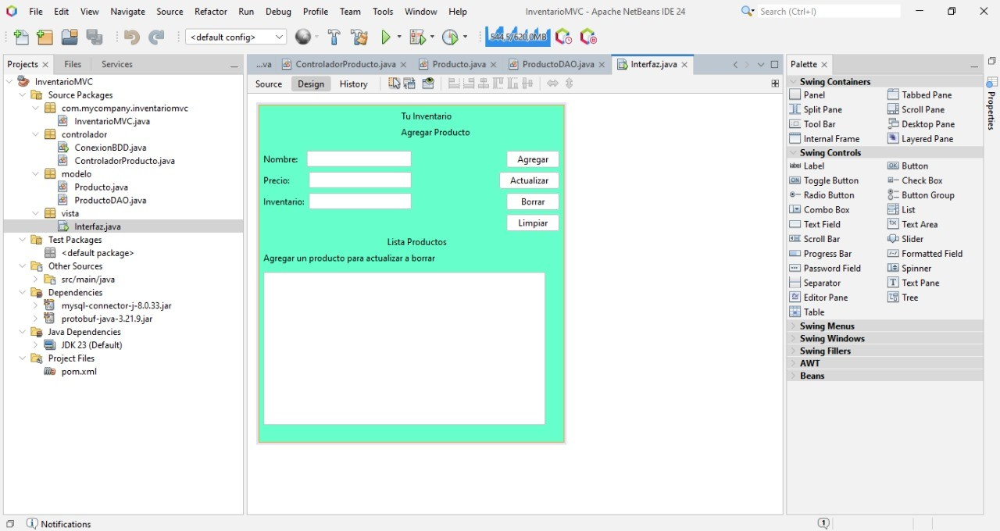 File Edit View Navigate Source Refactor Run Debug Profile Team Tools Window Help InventarioMVC - Apache NetBeans IDE 24 Search (Ctrl+I)
<default config> 544,5/620,0MB
Projects Files Services
InventarioMVC
Source Packages
com.mycompany.inventariomvc
InventarioMVC.java
controlador
ConexionBDD.java
ControladorProducto.java
modelo
Producto.java
ProductoDAO.java
vista
Interfaz.java
Test Packages
<default package>
Other Sources
src/main/java
Dependencies
mysql-connector-j-8.0.33.jar
protobuf-java-3.21.9.jar
Java Dependencies
JDK 23 (Default)
Project Files
pom.xml
...va ControladorProducto.java Producto.java ProductoDAO.java Interfaz.java
Source Design History
Tu Inventario
Agregar Producto
Nombre: Agregar
Precio: Actualizar
Inventario: Borrar
Limpiar
Lista Productos
Agregar un producto para actualizar a borrar
Palette
Swing Containers
Panel Tabbed Pane
Split Pane Scroll Pane
Tool Bar Desktop Pane
Internal Frame Layered Pane
Swing Controls
label Label OK Button
ON Toggle Button Check Box
Radio Button Button Group
Combo Box List
Text Field Text Area
Scroll Bar Slider
Progress Bar Formatted Field
Password Field Spinner
Separator T Text Pane
Editor Pane Tree
Table
Swing Menus
Swing Windows
Swing Fillers
AWT
Beans
Properties
Notifications 1